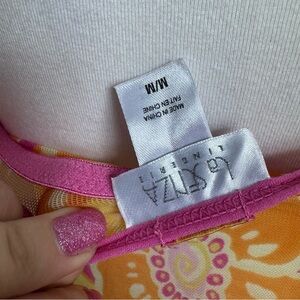 M/M
MADE IN CHINA
FAIT EN CHINE
la SENZA
LINGERIE